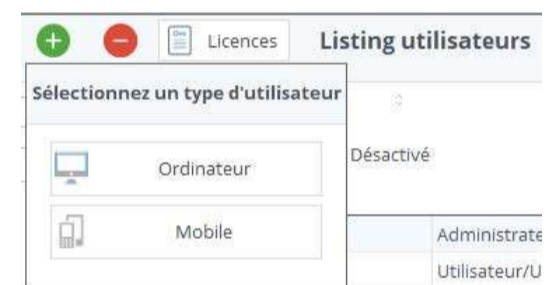 Licences Listing utilisateurs
Sélectionnez un type d'utilisateur
Ordinateur Désactivé
Mobile
Administrate
Utilisateur/U